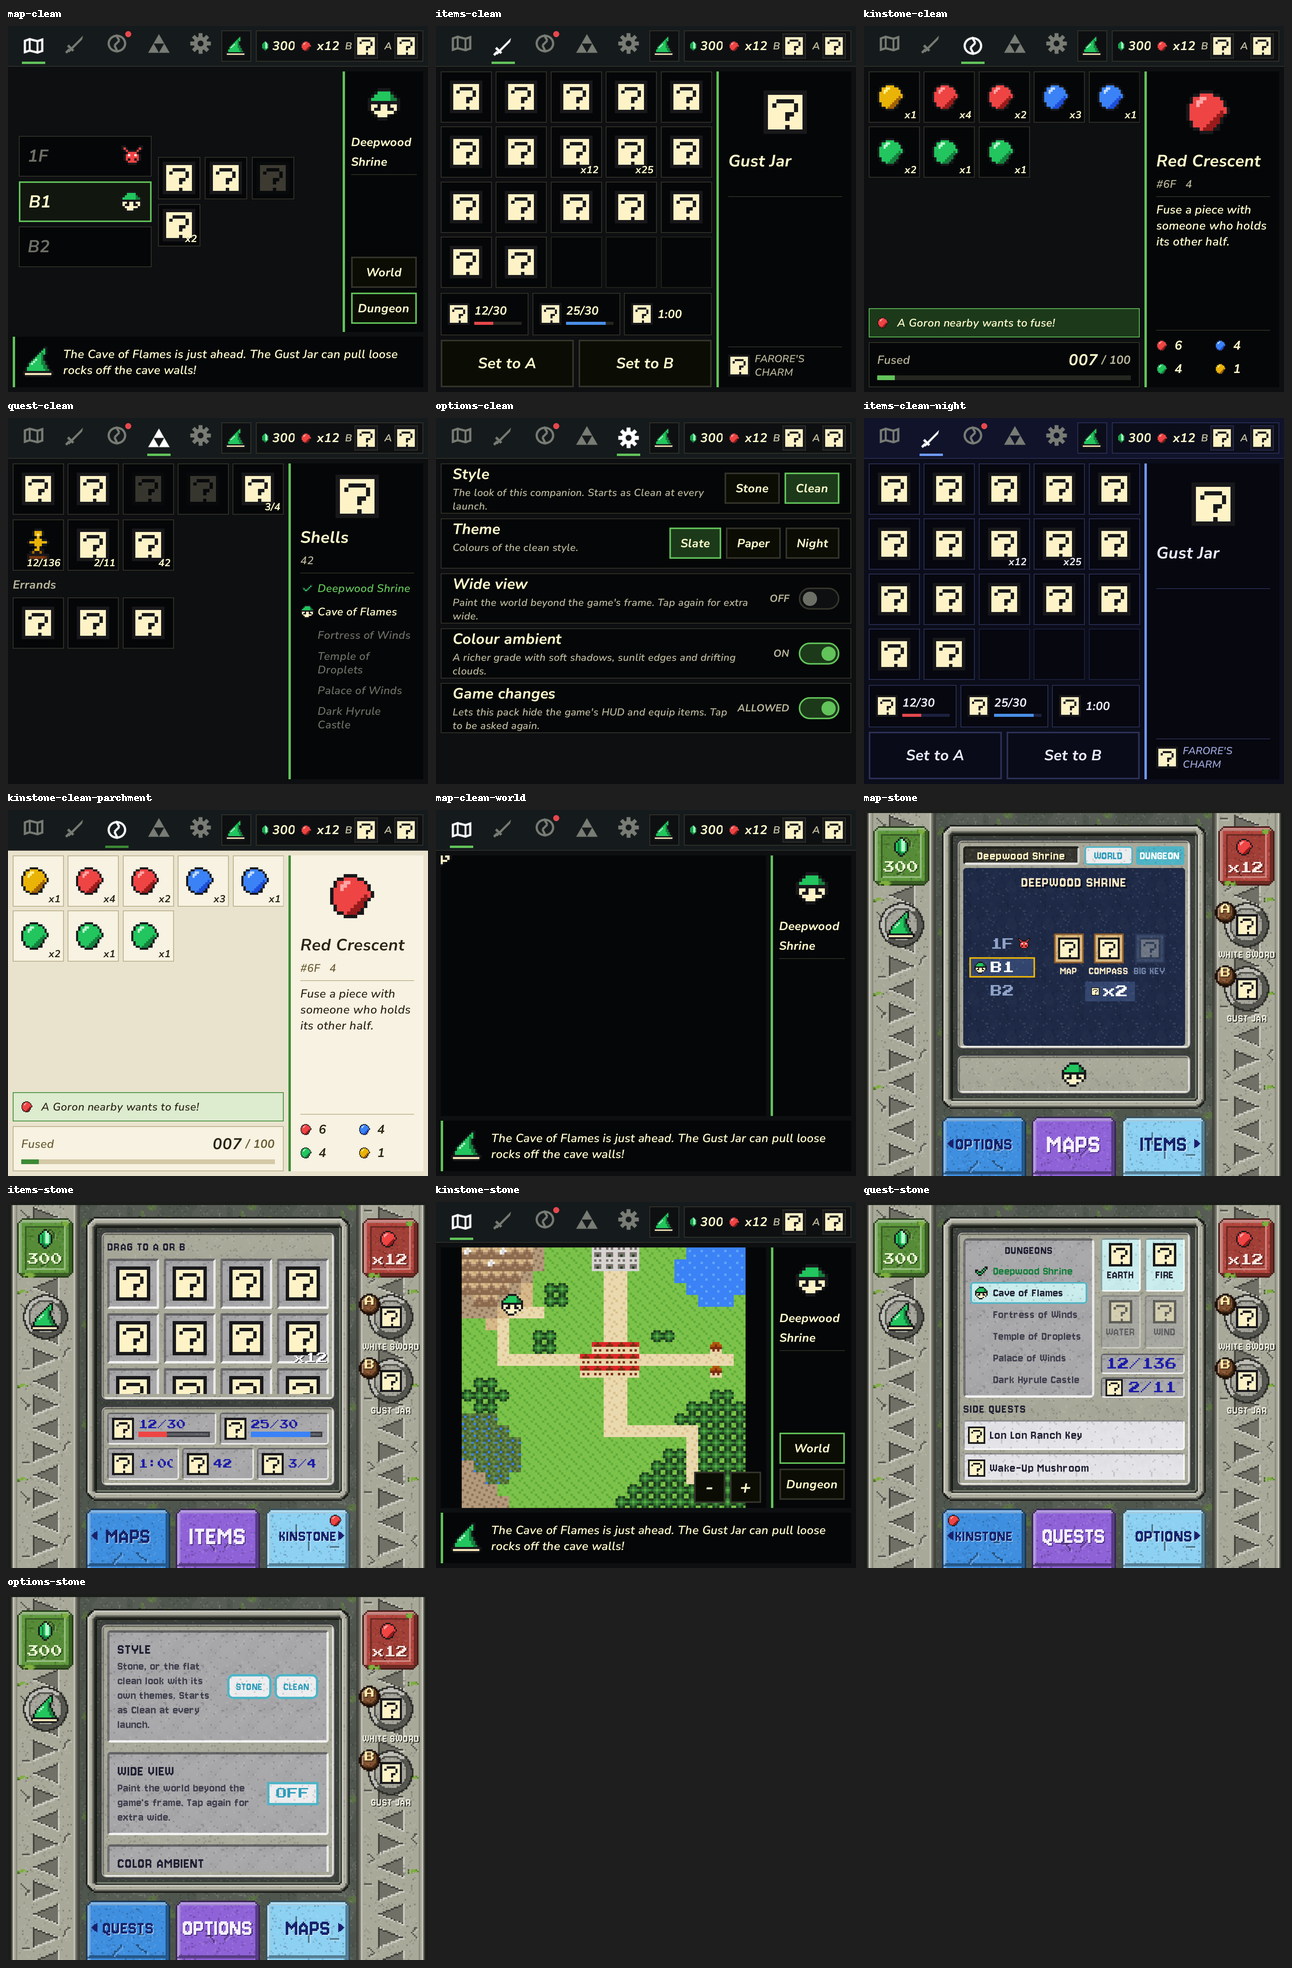 map-clean
300 x12 B A
1F
B1
B2
x2
Deepwood
Shrine
World
Dungeon
The Cave of Flames is just ahead. The Gust Jar can pull loose
rocks off the cave walls!
items-clean
300 x12 B A
x12 x25
12/30 25/30 1:00
Set to A Set to B
Gust Jar
FARORE'S
CHARM
kinstone-clean
300 x12 B A
x1 x4 x2 x3 x1
x2 x1 x1
Red Crescent
#6F 4
Fuse a piece with
someone who holds
its other half.
A Goron nearby wants to fuse!
Fused 007 / 100
6 4
4 1
quest-clean
300 x12 B A
3/4
12/136 2/11 42
Errands
Shells
42
Deepwood Shrine
Cave of Flames
Fortress of Winds
Temple of
Droplets
Palace of Winds
Dark Hyrule
Castle
options-clean
300 x12 B A
Style
The look of this companion. Starts as Clean at every
launch.
Stone Clean
Theme
Colours of the clean style.
Slate Paper Night
Wide view
Paint the world beyond the game's frame. Tap again for extra
wide.
OFF
Colour ambient
A richer grade with soft shadows, sunlit edges and drifting
clouds.
ON
Game changes
Lets this pack hide the game's HUD and equip items. Tap
to be asked again.
ALLOWED
items-clean-night
300 x12 B A
x12 x25
12/30 25/30 1:00
Set to A Set to B
Gust Jar
FARORE'S
CHARM
kinstone-clean-parchment
300 x12 B A
x1 x4 x2 x3 x1
x2 x1 x1
Red Crescent
#6F 4
Fuse a piece with
someone who holds
its other half.
A Goron nearby wants to fuse!
Fused 007 / 100
6 4
4 1
map-clean-world
300 x12 B A
Deepwood
Shrine
The Cave of Flames is just ahead. The Gust Jar can pull loose
rocks off the cave walls!
map-stone
300
Deepwood Shrine WORLD DUNGEON
DEEPWOOD SHRINE
1F
B1
B2
MAP COMPASS BIG KEY
x2
x12
A
WHITE SWORD
B
GUST JAR
OPTIONS MAPS ITEMS
items-stone
300
DRAG TO A OR B
x12
12/30 25/30
1:00 42 3/4
x12
A
WHITE SWORD
B
GUST JAR
MAPS ITEMS KINSTONE
kinstone-stone
300 x12 B A
Deepwood
Shrine
World
Dungeon
- +
The Cave of Flames is just ahead. The Gust Jar can pull loose
rocks off the cave walls!
quest-stone
300
DUNGEONS
Deepwood Shrine
Cave of Flames
Fortress of Winds
Temple of Droplets
Palace of Winds
Dark Hyrule Castle
EARTH FIRE
WATER WIND
12/136
2/11
SIDE QUESTS
Lon Lon Ranch Key
Wake-Up Mushroom
x12
A
WHITE SWORD
B
GUST JAR
KINSTONE QUESTS OPTIONS
options-stone
300
STYLE
Stone, or the flat
clean look with its
own themes. Starts
as Clean at every
launch.
STONE CLEAN
WIDE VIEW
Paint the world beyond the
game's frame. Tap again for
extra wide.
OFF
COLOR AMBIENT
x12
A
WHITE SWORD
B
GUST JAR
QUESTS OPTIONS MAPS